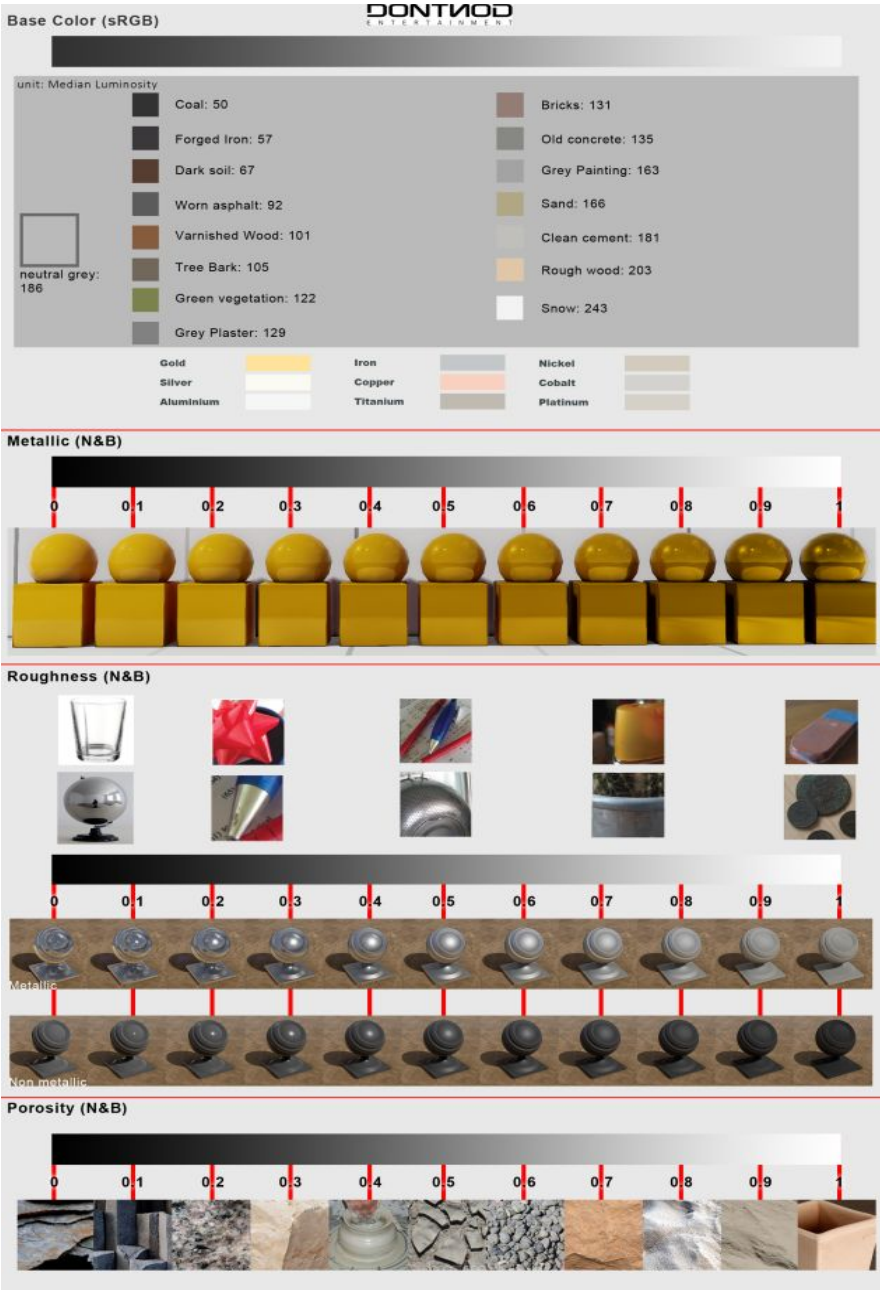 DONTNOD
ENTERTAINMENT
Base Color (sRGB)
unit: Median Luminosity
Coal: 50
Forged Iron: 57
Dark soil: 67
Worn asphalt: 92
Varnished Wood: 101
Tree Bark: 105
Green vegetation: 122
Grey Plaster: 129
Bricks: 131
Old concrete: 135
Grey Painting: 163
Sand: 166
Clean cement: 181
Rough wood: 203
Snow: 243
neutral grey:
186
Gold Iron Nickel
Silver Copper Cobalt
Aluminium Titanium Platinum
Metallic (N&B)
0 0.1 0.2 0.3 0.4 0.5 0.6 0.7 0.8 0.9 1
Roughness (N&B)
0 0.1 0.2 0.3 0.4 0.5 0.6 0.7 0.8 0.9 1
Metallic
Non metallic
Porosity (N&B)
0 0.1 0.2 0.3 0.4 0.5 0.6 0.7 0.8 0.9 1